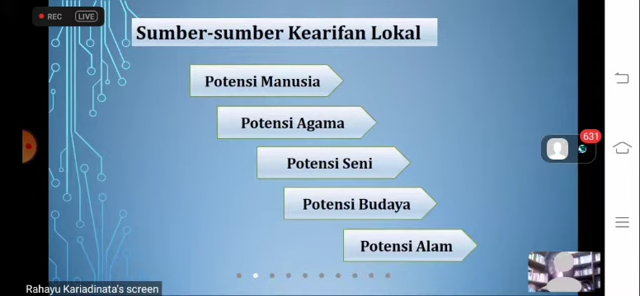 REC
LIVE
Sumber-sumber Kearifan Lokal
Potensi Manusia
Potensi Agama
Potensi Seni
Potensi Budaya
Potensi Alam
631
Rahayu Kariadinata's screen